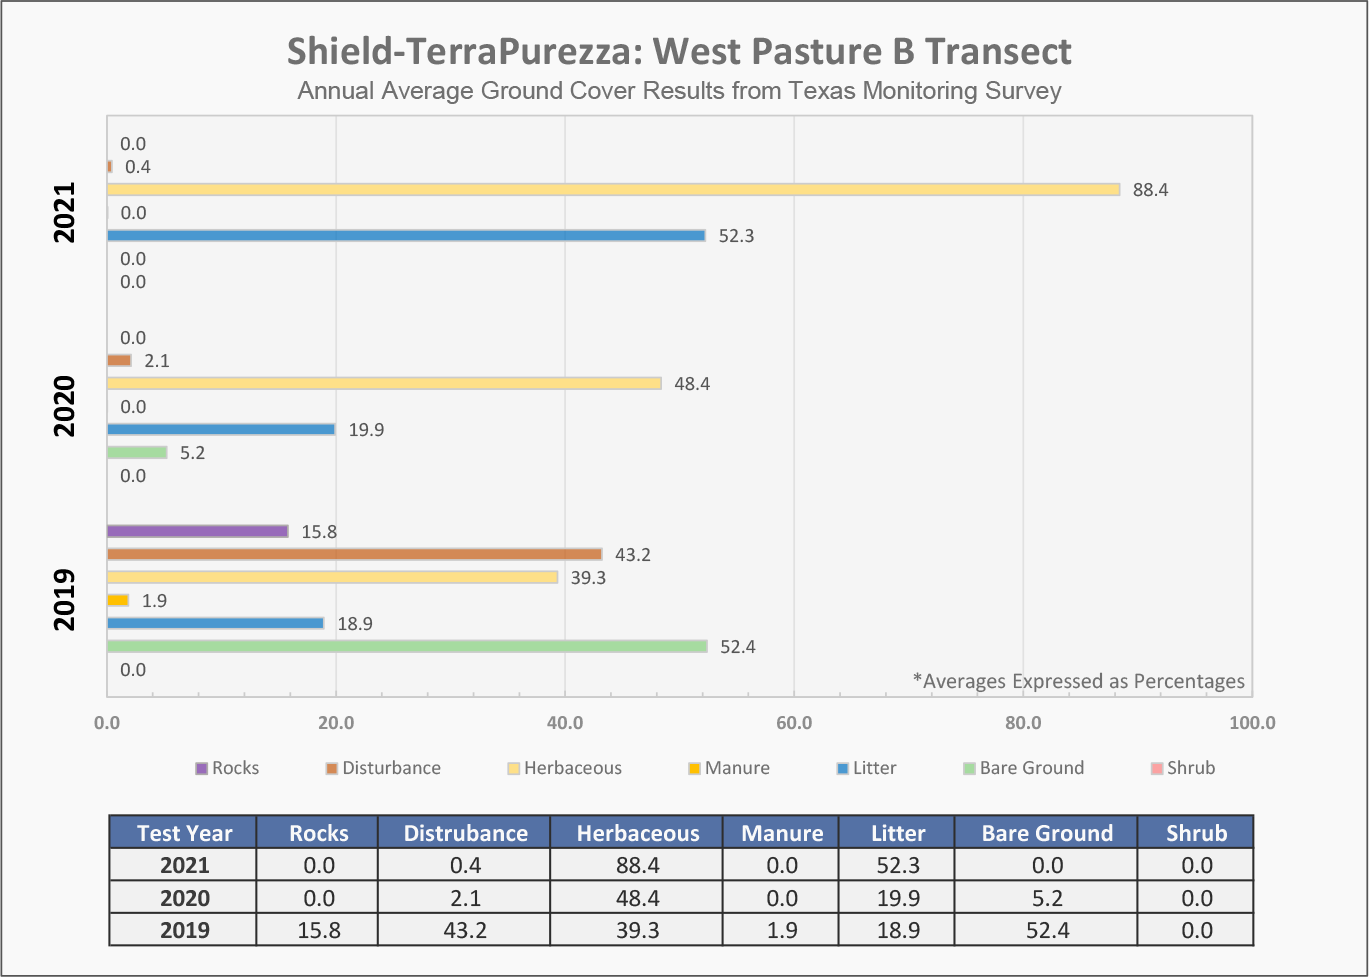 Shield-TerraPurezza: West Pasture B Transect
Annual Average Ground Cover Results from Texas Monitoring Survey
2021
0.0
0.4
88.4
0.0
52.3
0.0
0.0
2020
0.0
2.1
48.4
0.0
19.9
5.2
0.0
2019
15.8
43.2
39.3
1.9
18.9
52.4
0.0
*Averages Expressed as Percentages
0.0 20.0 40.0 60.0 80.0 100.0
Rocks Disturbance Herbaceous Manure Litter Bare Ground Shrub
Test Year Rocks Distrubance Herbaceous Manure Litter Bare Ground Shrub
2021 0.0 0.4 88.4 0.0 52.3 0.0 0.0
2020 0.0 2.1 48.4 0.0 19.9 5.2 0.0
2019 15.8 43.2 39.3 1.9 18.9 52.4 0.0